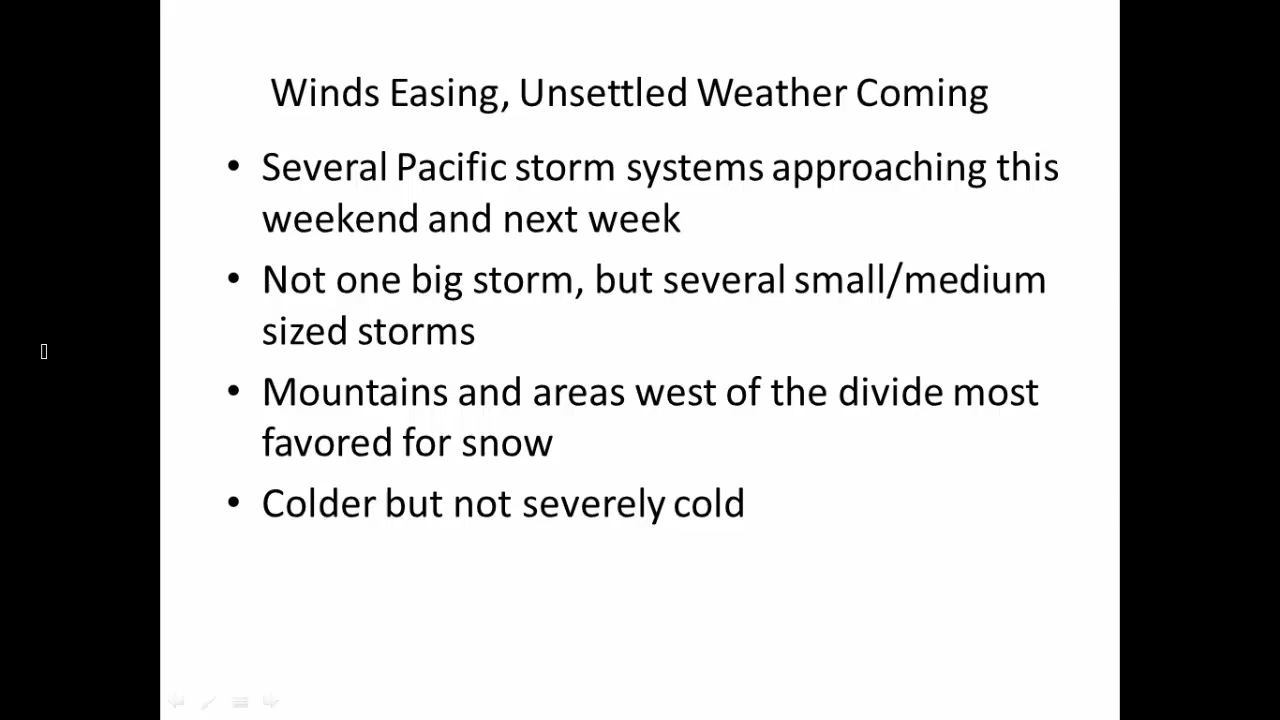 Winds Easing, Unsettled Weather Coming
• Several Pacific storm systems approaching this
weekend and next week
• Not one big storm, but several small/medium
sized storms
• Mountains and areas west of the divide most
favored for snow
• Colder but not severely cold